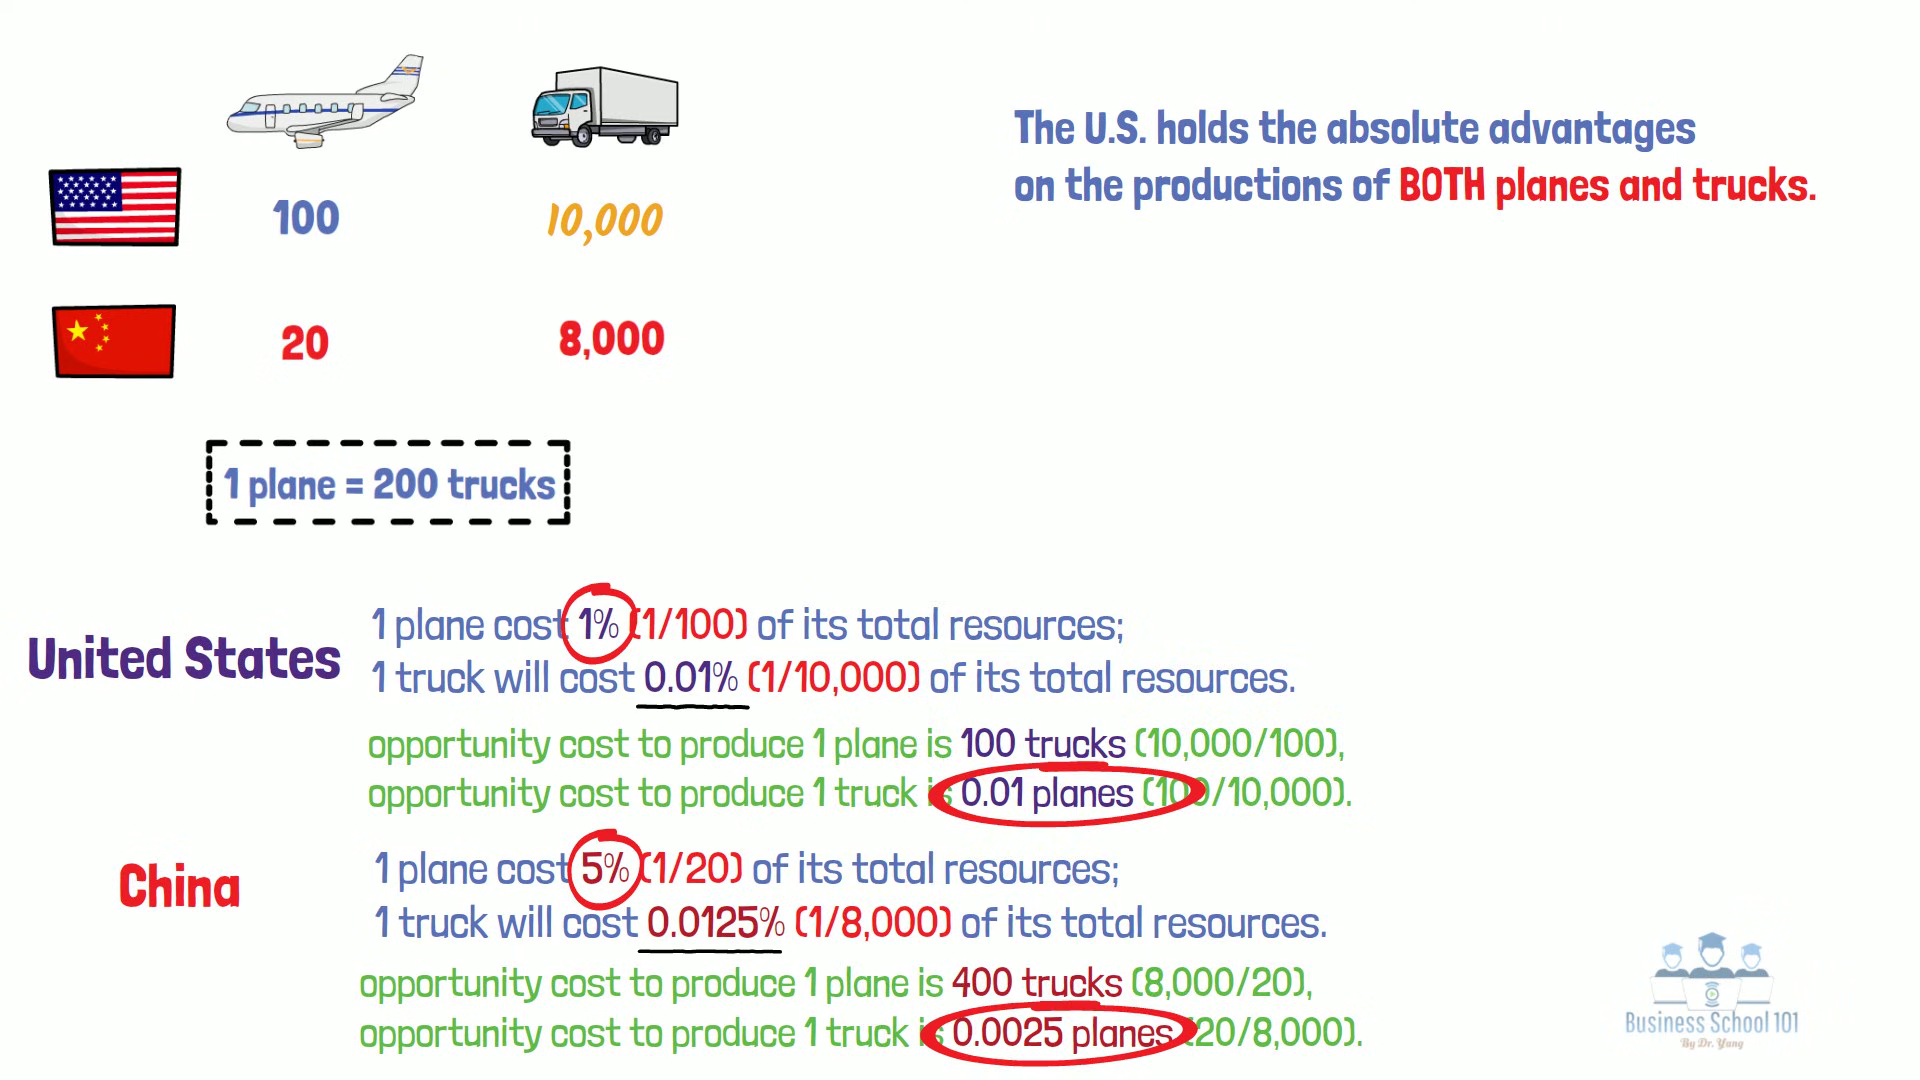 The U.S. holds the absolute advantages
on the productions of BOTH planes and trucks.
100 10,000
20 8,000
1 plane = 200 trucks
United States
1 plane cost 1% (1/100) of its total resources;
1 truck will cost 0.01% (1/10,000) of its total resources.
opportunity cost to produce 1 plane is 100 trucks (10,000/100),
opportunity cost to produce 1 truck is 0.01 planes (100/10,000).
China
1 plane cost 5% (1/20) of its total resources;
1 truck will cost 0.0125% (1/8,000) of its total resources.
opportunity cost to produce 1 plane is 400 trucks (8,000/20),
opportunity cost to produce 1 truck is 0.0025 planes (20/8,000).
Business School 101
By Dr. Yang